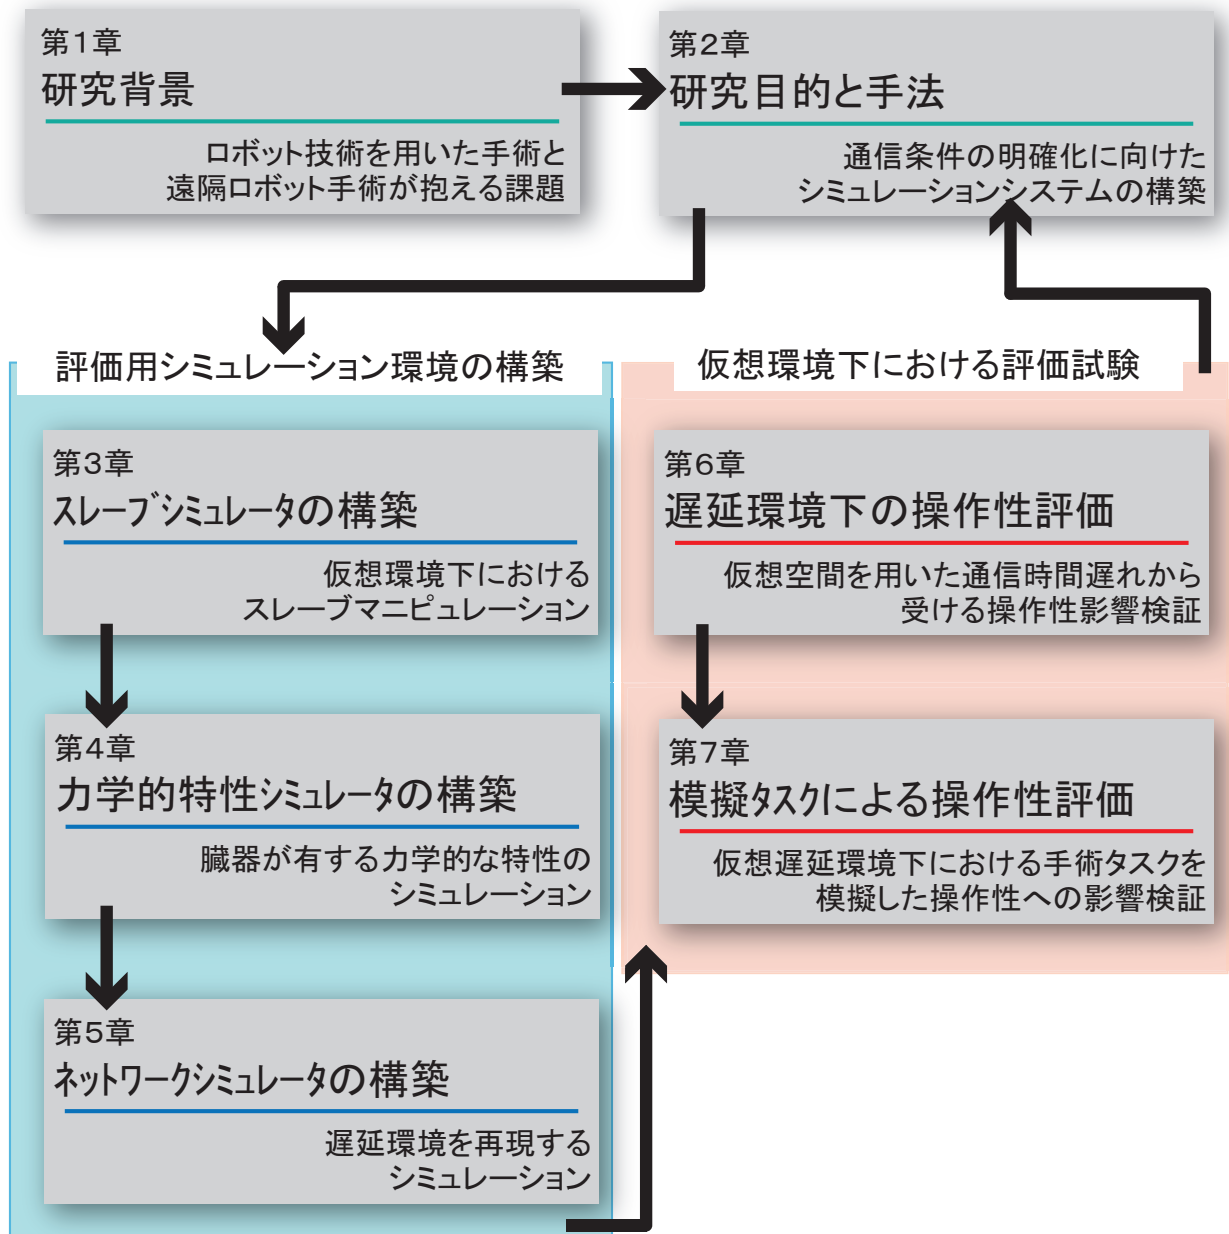 第1章
研究背景
ロボット技術を用いた手術と
遠隔ロボット手術が抱える課題
第2章
研究目的と手法
通信条件の明確化に向けた
シミュレーションシステムの構築
評価用シミュレーション環境の構築
第3章
スレーブシミュレータの構築
仮想環境下における
スレーブマニピュレーション
第4章
力学的特性シミュレータの構築
臓器が有する力学的な特性の
シミュレーション
第5章
ネットワークシミュレータの構築
遅延環境を再現する
シミュレーション
仮想環境下における評価試験
第6章
遅延環境下の操作性評価
仮想空間を用いた通信時間遅れから
受ける操作性影響検証
第7章
模擬タスクによる操作性評価
仮想遅延環境下における手術タスクを
模擬した操作性への影響検証